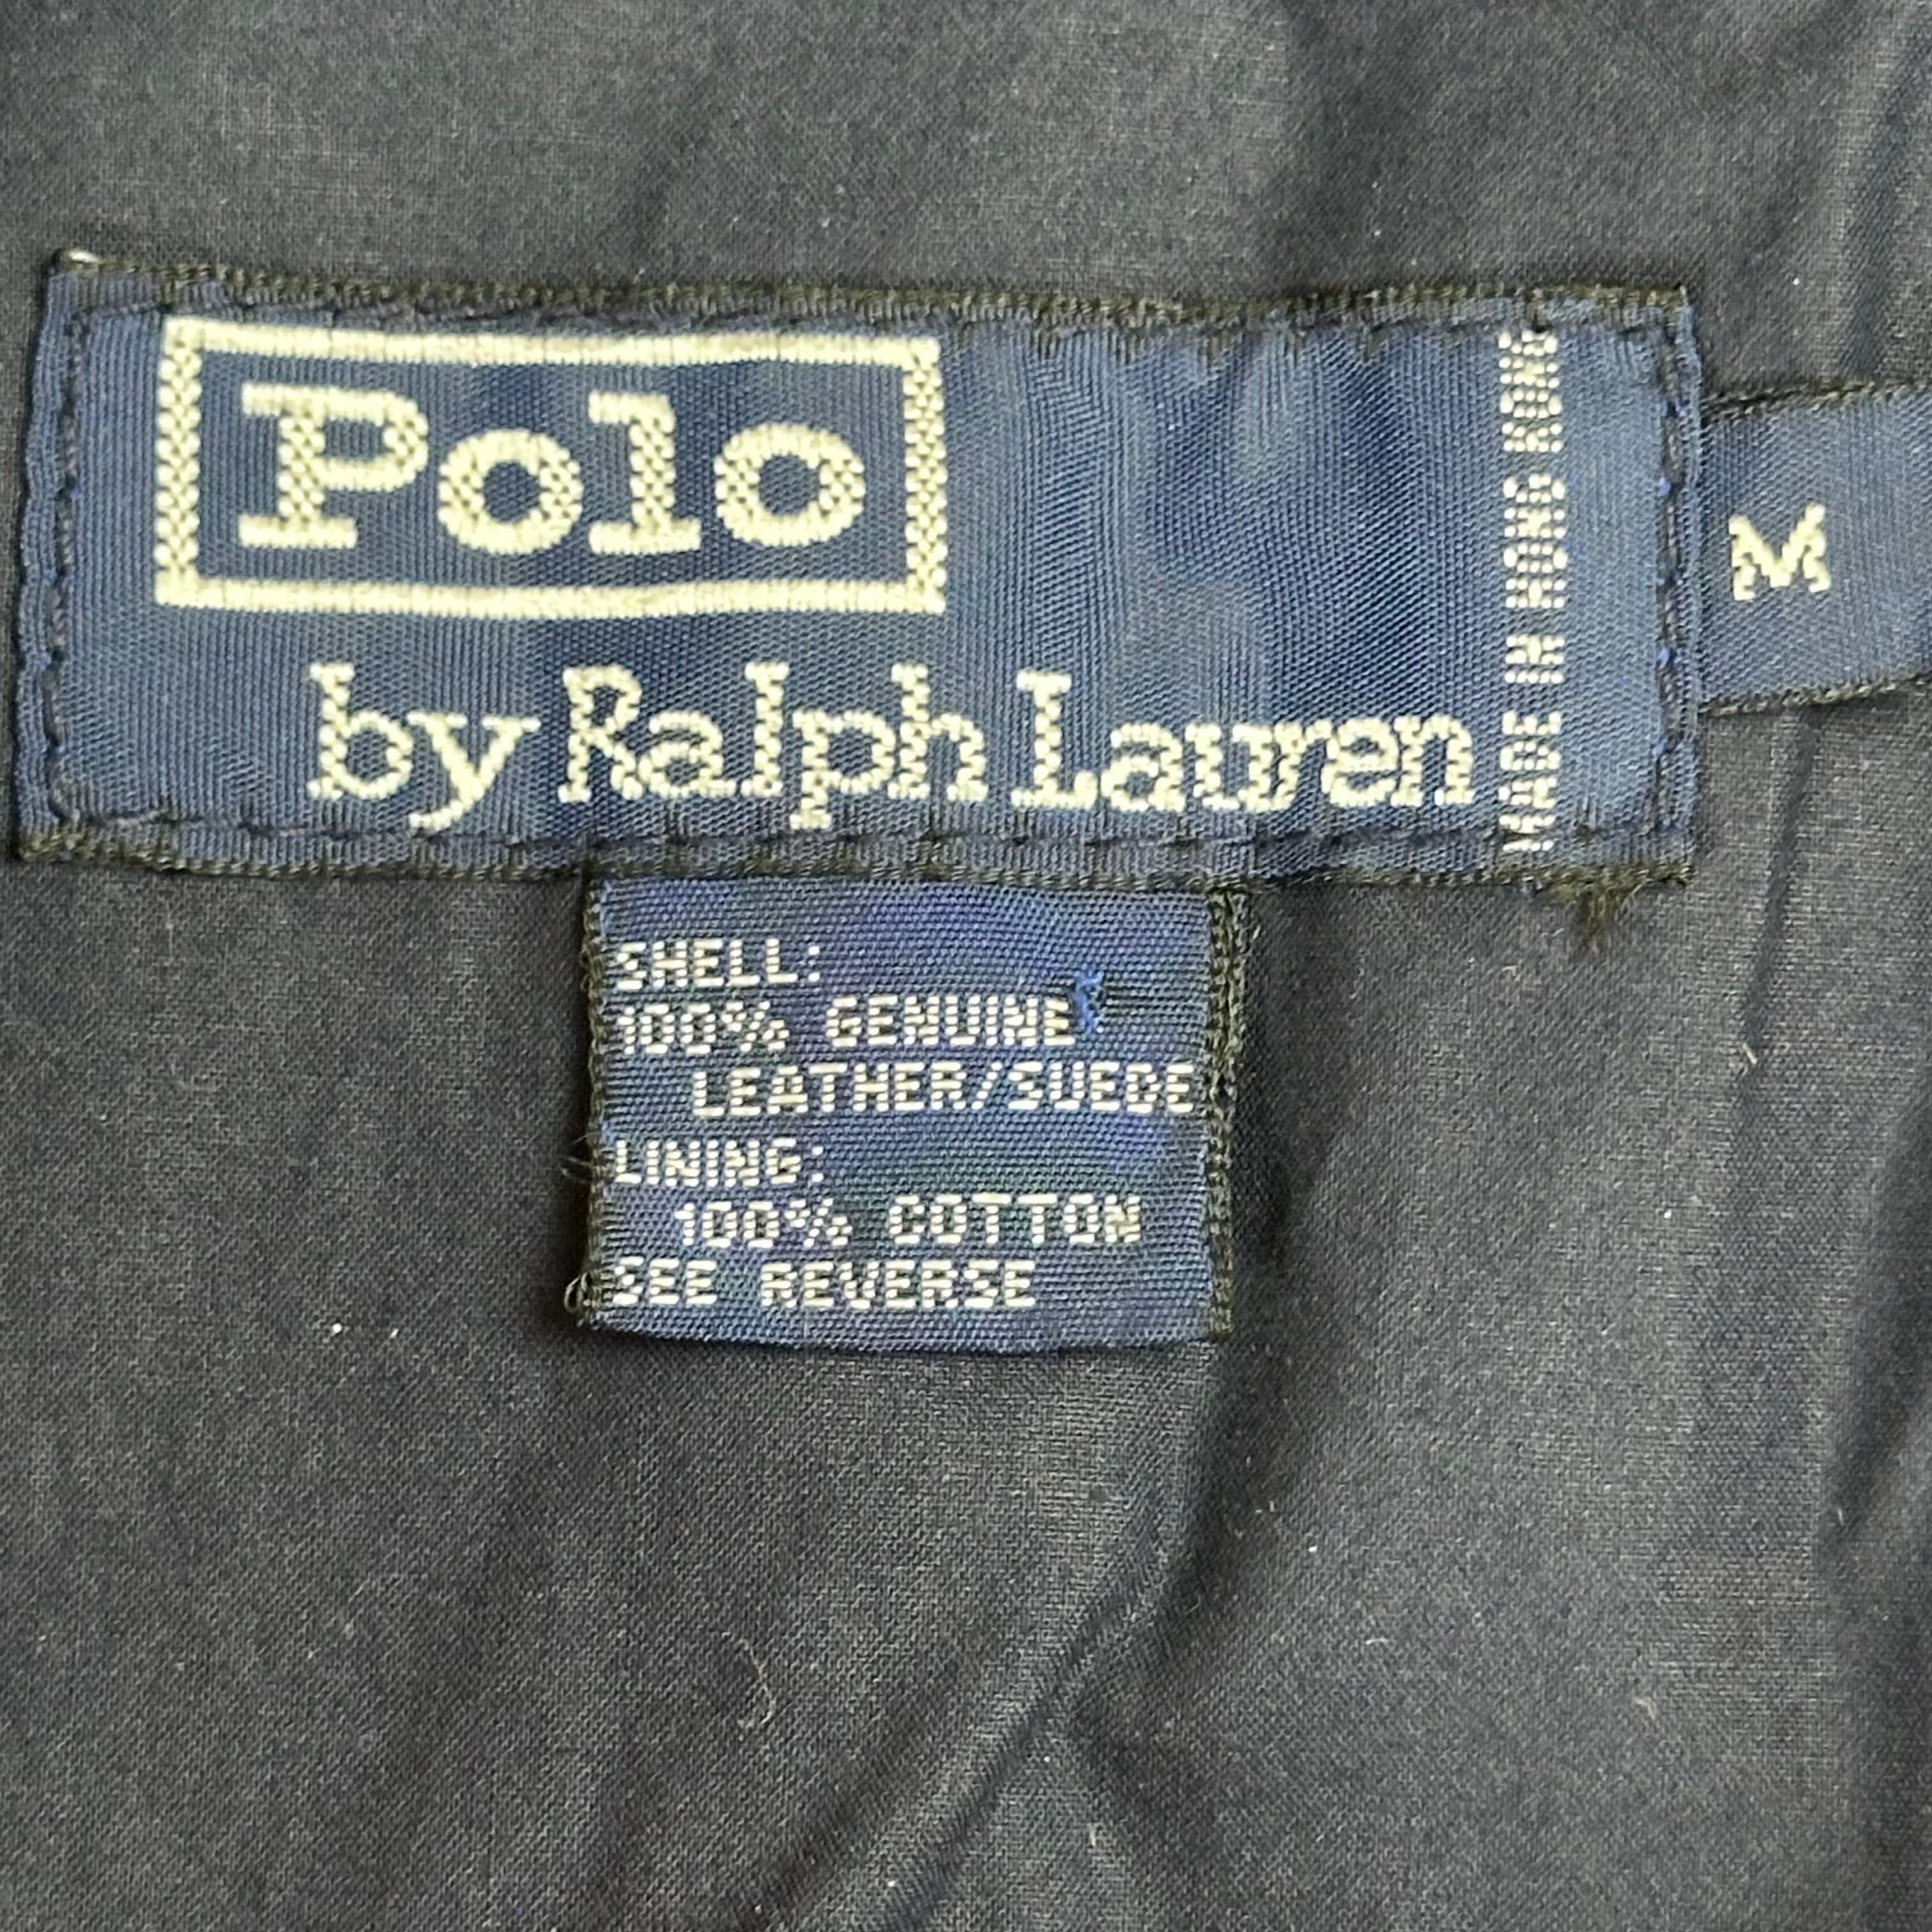 Polo
by Ralph Lauren
MADE IN HONG KONG
M
SHELL:
100% GENUINE
LEATHER/SUEDE
LINING:
100% COTTON
SEE REVERSE